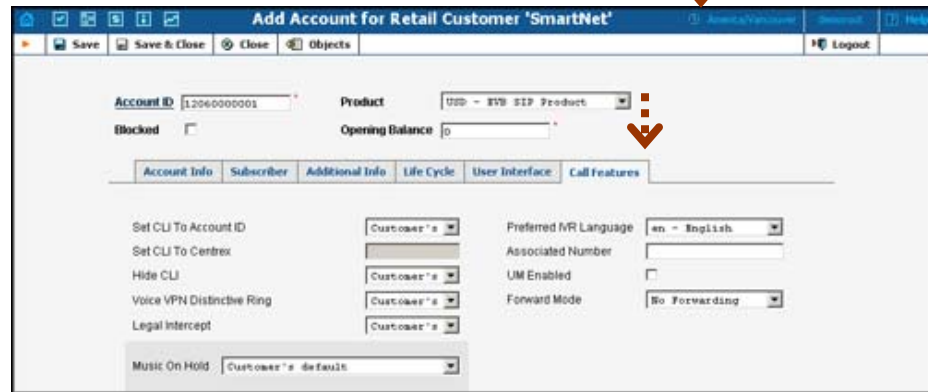 Add Account for Retail Customer 'SmartNet' America/Vancouver Help
Save Save & Close Close Objects Logout
Account ID 12060000001 * Product USD - EVB SIP Product
Blocked Opening Balance 0 *
Account Info Subscriber Additional Info Life Cycle User Interface Call Features
Set CLI To Account ID Customer's Preferred IVR Language en - English
Set CLI To Centrex Associated Number
Hide CLI Customer's UM Enabled
Voice VPN Distinctive Ring Customer's Forward Mode No Forwarding
Legal Intercept Customer's
Music On Hold Customer's default